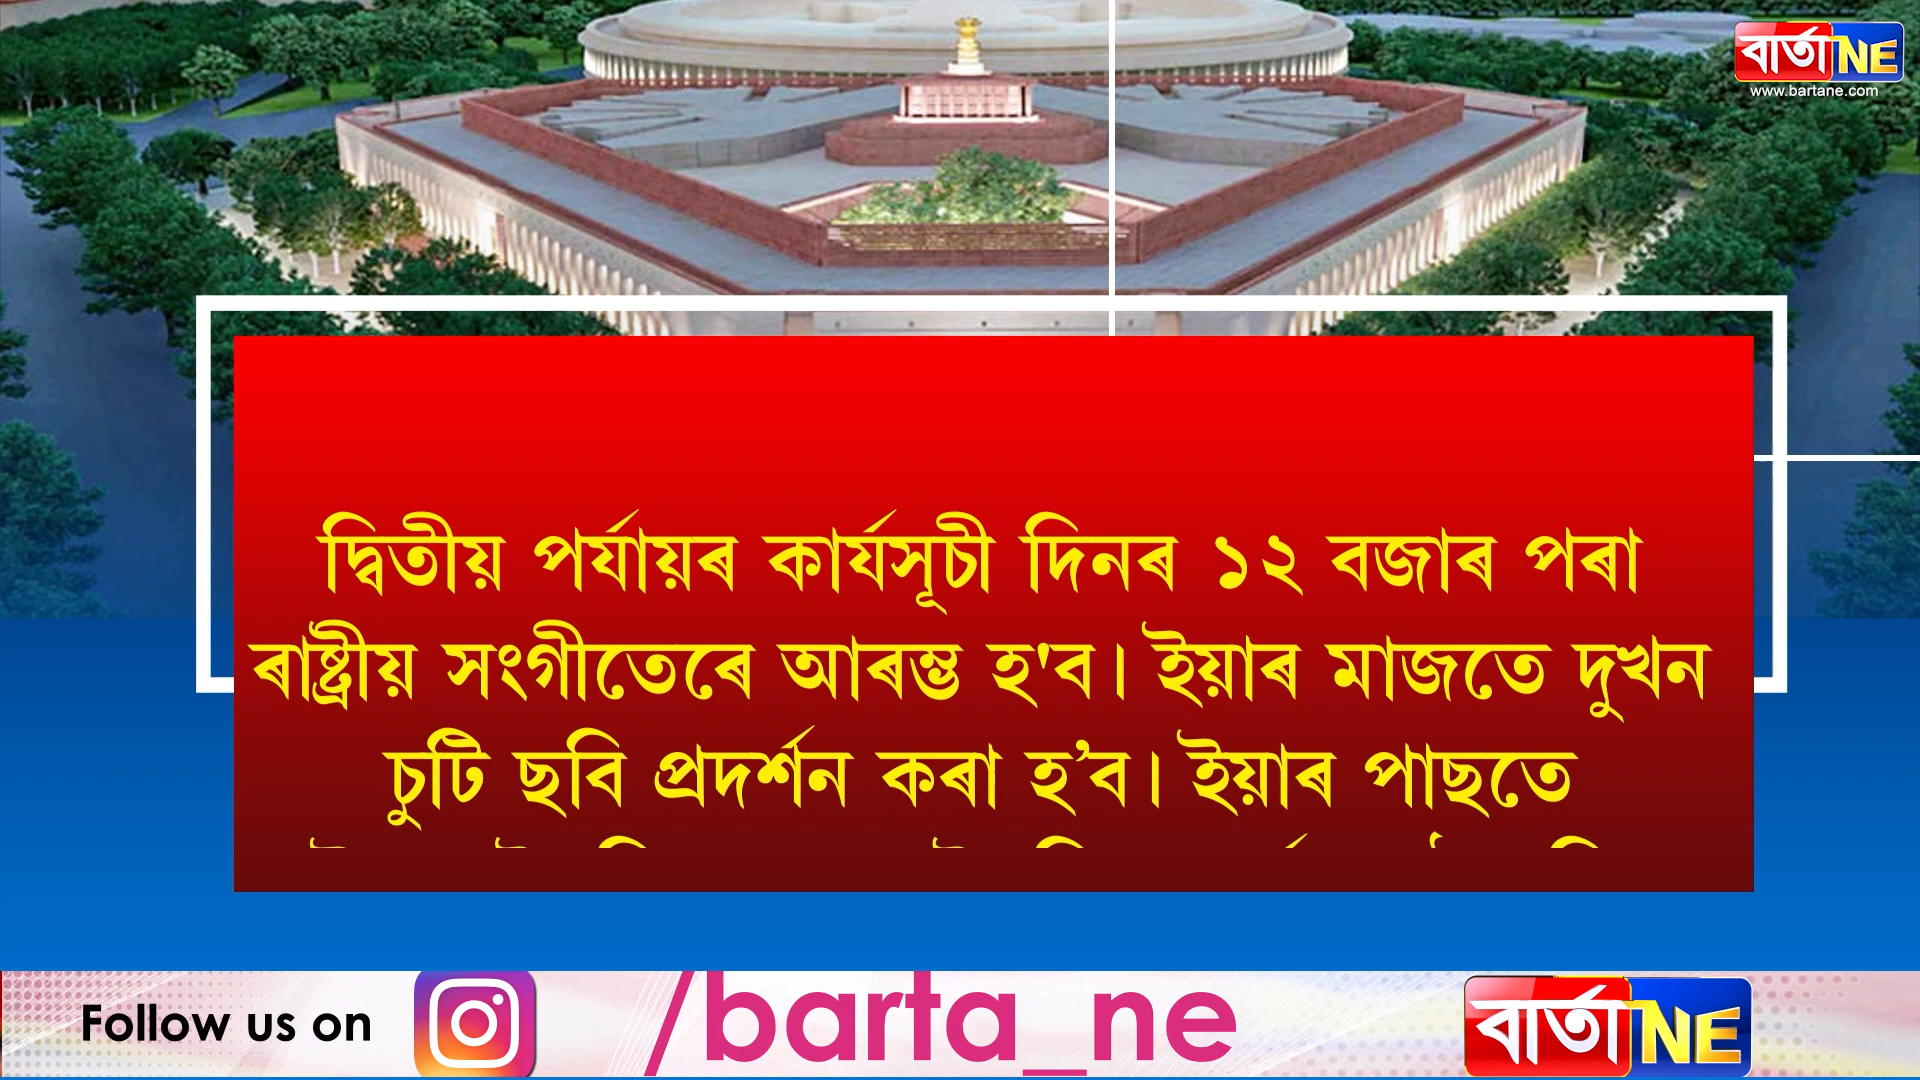 বাৰ্তা NE
www.bartane.com
দ্বিতীয় পৰ্যায়ৰ কাৰ্যসূচী দিনৰ ১২ বজাৰ পৰা
ৰাষ্ট্ৰীয় সংগীতেৰে আৰম্ভ হ'ব। ইয়াৰ মাজতে দুখন
চুটি ছবি প্ৰদৰ্শন কৰা হ’ব। ইয়াৰ পাছতে
Follow us on /barta_ne বাৰ্তা NE